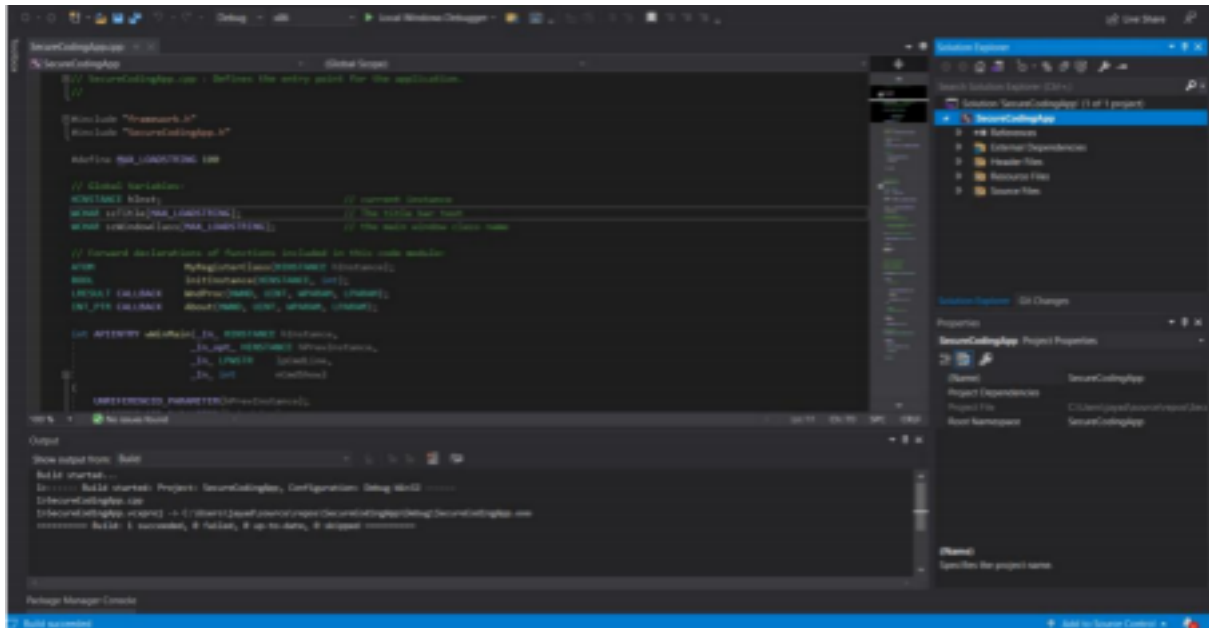 Debug x86 Local Windows Debugger Live Share
SecureCodingApp.cpp
SecureCodingApp (Global Scope)
// SecureCodingApp.cpp : Defines the entry point for the application.
//
#include "framework.h"
#include "SecureCodingApp.h"
#define MAX_LOADSTRING 100
// Global Variables:
HINSTANCE hInst; // current instance
WCHAR szTitle[MAX_LOADSTRING]; // The title bar text
WCHAR szWindowClass[MAX_LOADSTRING]; // the main window class name
// Forward declarations of functions included in this code module:
ATOM MyRegisterClass(HINSTANCE hInstance);
BOOL InitInstance(HINSTANCE, int);
LRESULT CALLBACK WndProc(HWND, UINT, WPARAM, LPARAM);
INT_PTR CALLBACK About(HWND, UINT, WPARAM, LPARAM);
int APIENTRY wWinMain(_In_ HINSTANCE hInstance,
_In_opt_ HINSTANCE hPrevInstance,
_In_ LPWSTR lpCmdLine,
_In_ int nCmdShow)
{
UNREFERENCED_PARAMETER(hPrevInstance);
No issues found
Output
Show output from: Build
Build started...
Build started: Project: SecureCodingApp, Configuration: Debug Win32
SecureCodingApp.cpp
Build: 1 succeeded, 0 failed, 0 up-to-date, 0 skipped
Package Manager Console
Build succeeded
Solution Explorer
Search Solution Explorer
Solution 'SecureCodingApp' (1 of 1 project)
SecureCodingApp
References
External Dependencies
Header Files
Resource Files
Source Files
Solution Explorer Git Changes
Properties
SecureCodingApp Project Properties
(Name) SecureCodingApp
Project Dependencies
Project File
Root Namespace SecureCodingApp
(Name)
Specifies the project name.
Add to Source Control